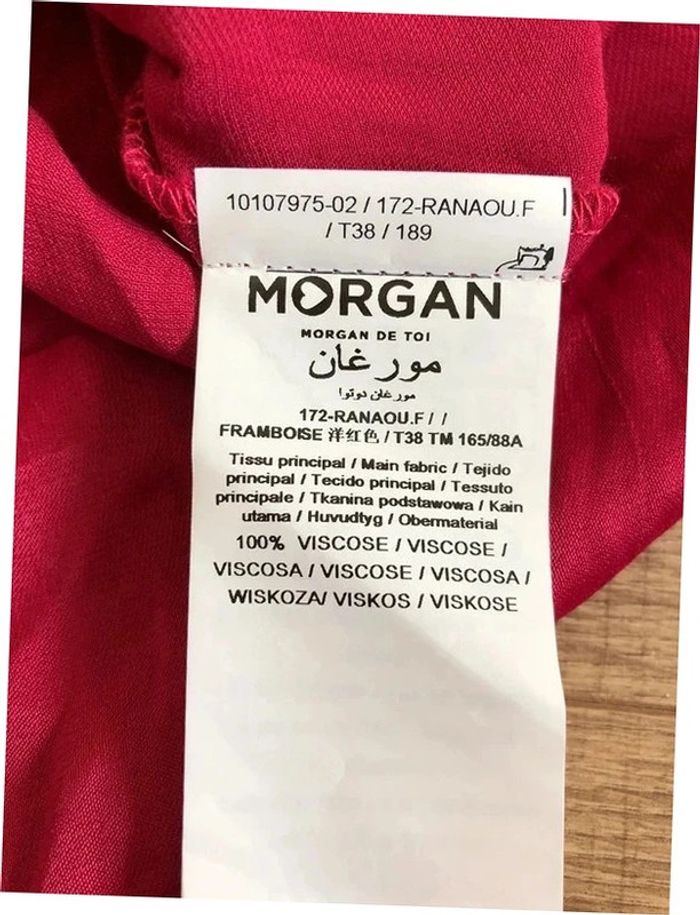 10107975-02 / 172-RANAOU.F
/ T38 / 189
MORGAN
MORGAN DE TOI
مورغان
مورغان دوتوا
172-RANAOU.F / /
FRAMBOISE 洋红色 / T38 TM 165/88A
Tissu principal / Main fabric / Tejido
principal / Tecido principal / Tessuto
principale / Tkanina podstawowa / Kain
utama / Huvudtyg / Obermaterial
100% VISCOSE / VISCOSE /
VISCOSA / VISCOSE / VISCOSA /
WISKOZA/ VISKOS / VISKOSE